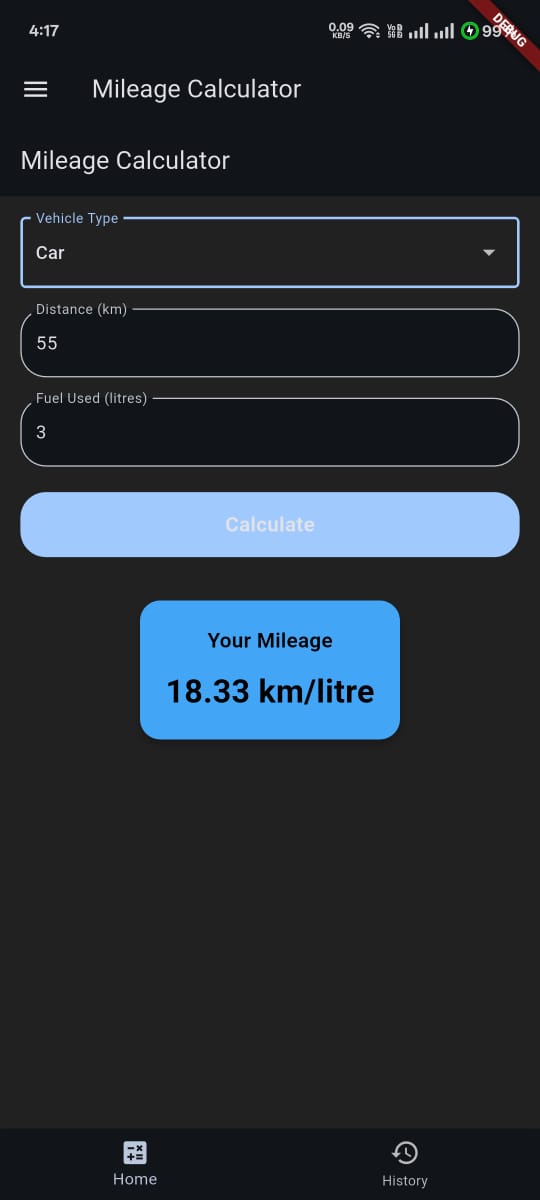 4:17
0.09
KB/S
Vo
5G
99
DEBUG
Mileage Calculator
Mileage Calculator
Vehicle Type
Car
Distance (km)
55
Fuel Used (litres)
3
Calculate
Your Mileage
18.33 km/litre
Home
History